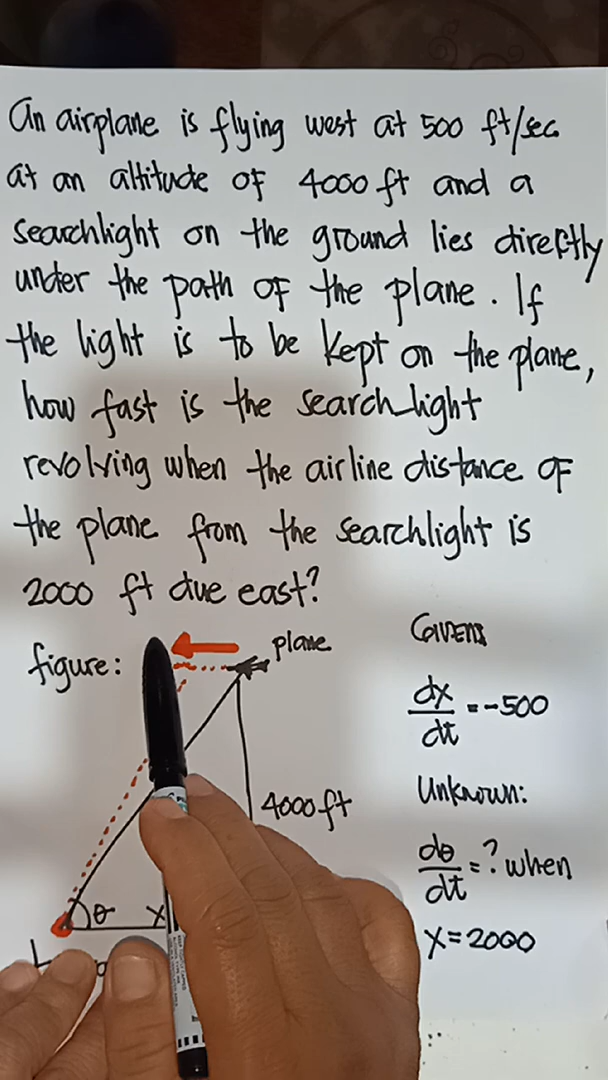 An airplane is flying west at 500 ft/sec
at an altitude of 4000 ft and a
searchlight on the ground lies directly
under the path of the plane. If
the light is to be kept on the plane,
how fast is the searchlight
revolving when the airline distance of
the plane from the searchlight is
2000 ft due east?
figure:
plane
4000 ft
θ
x
L
Givens
dx/dt = -500
Unknown:
dθ/dt = ? when
x = 2000